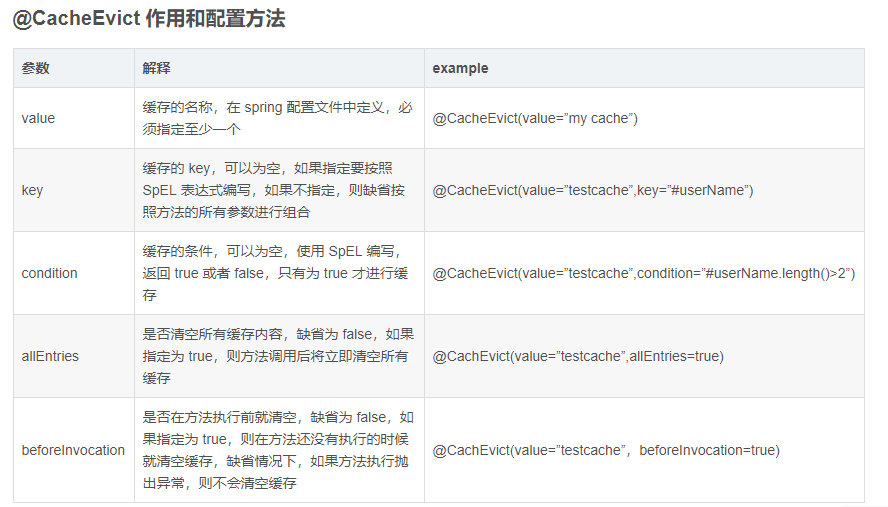 @CacheEvict 作用和配置方法
参数 解释 example
value
缓存的名称，在 spring 配置文件中定义，必
须指定至少一个
@CacheEvict(value=”my cache”)
key
缓存的 key，可以为空，如果指定要按照
SpEL 表达式编写，如果不指定，则缺省按
照方法的所有参数进行组合
@CacheEvict(value=”testcache”,key=”#userName”)
condition
缓存的条件，可以为空，使用 SpEL 编写，
返回 true 或者 false，只有为 true 才进行缓
存
@CacheEvict(value=”testcache”,condition=”#userName.length()>2”)
allEntries
是否清空所有缓存内容，缺省为 false，如果
指定为 true，则方法调用后将立即清空所有
缓存
@CachEvict(value=”testcache”,allEntries=true)
beforeInvocation
是否在方法执行前就清空，缺省为 false，如
果指定为 true，则在方法还没有执行的时候
就清空缓存，缺省情况下，如果方法执行抛
出异常，则不会清空缓存
@CachEvict(value=”testcache”，beforeInvocation=true)